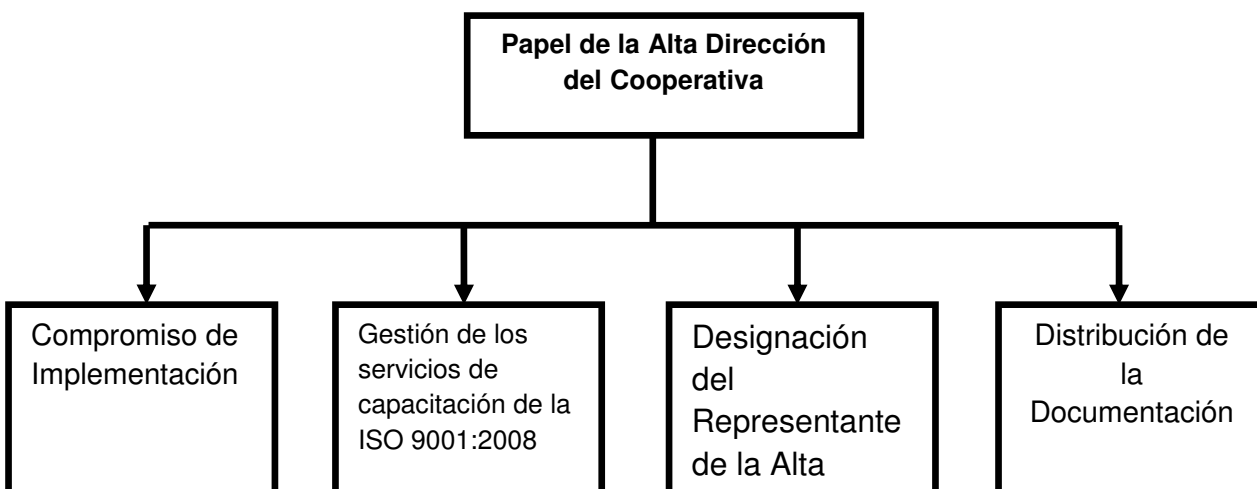 Papel de la Alta Dirección
del Cooperativa
Compromiso de
Implementación
Gestión de los
servicios de
capacitación de la
ISO 9001:2008
Designación
del
Representante
de la Alta
Distribución de
la
Documentación